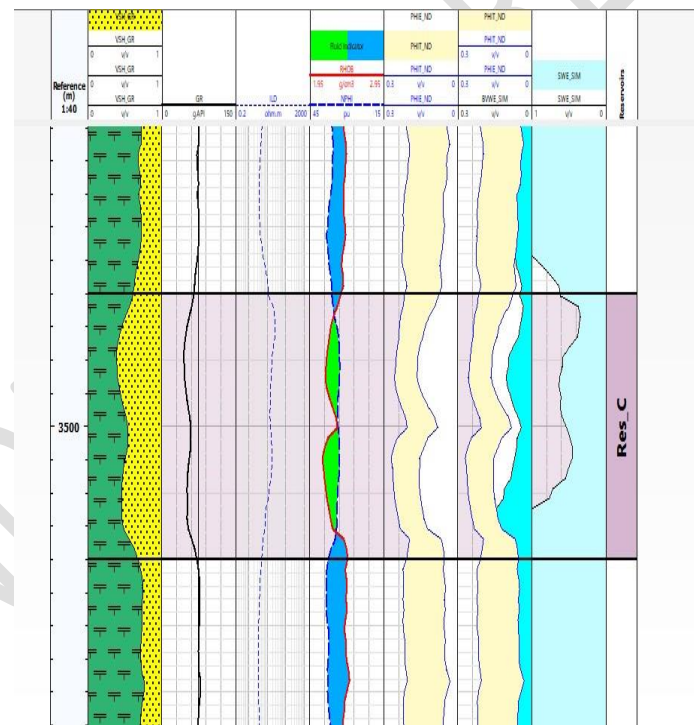 VSH_GR PHIE_ND PHIT_ND
VSH_GR PHIT_ND
0 v/v 1 Fluid Indicator PHIT_ND 0.3 v/v 0
VSH_GR RHOB PHIT_ND PHIE_ND SWE_SIM
Reference (m) 0 v/v 1 1.95 g/cm3 2.95 0.3 v/v 0 0.3 v/v 0
1:40 VSH_GR GR ILD NPHI PHIE_ND BVWE_SIM SWE_SIM
0 v/v 1 0 gAPI 150 0.2 ohm.m 2000 45 pu 15 0.3 v/v 0 0.3 v/v 0 1 v/v 0
Reservoirs
3500
Res_C